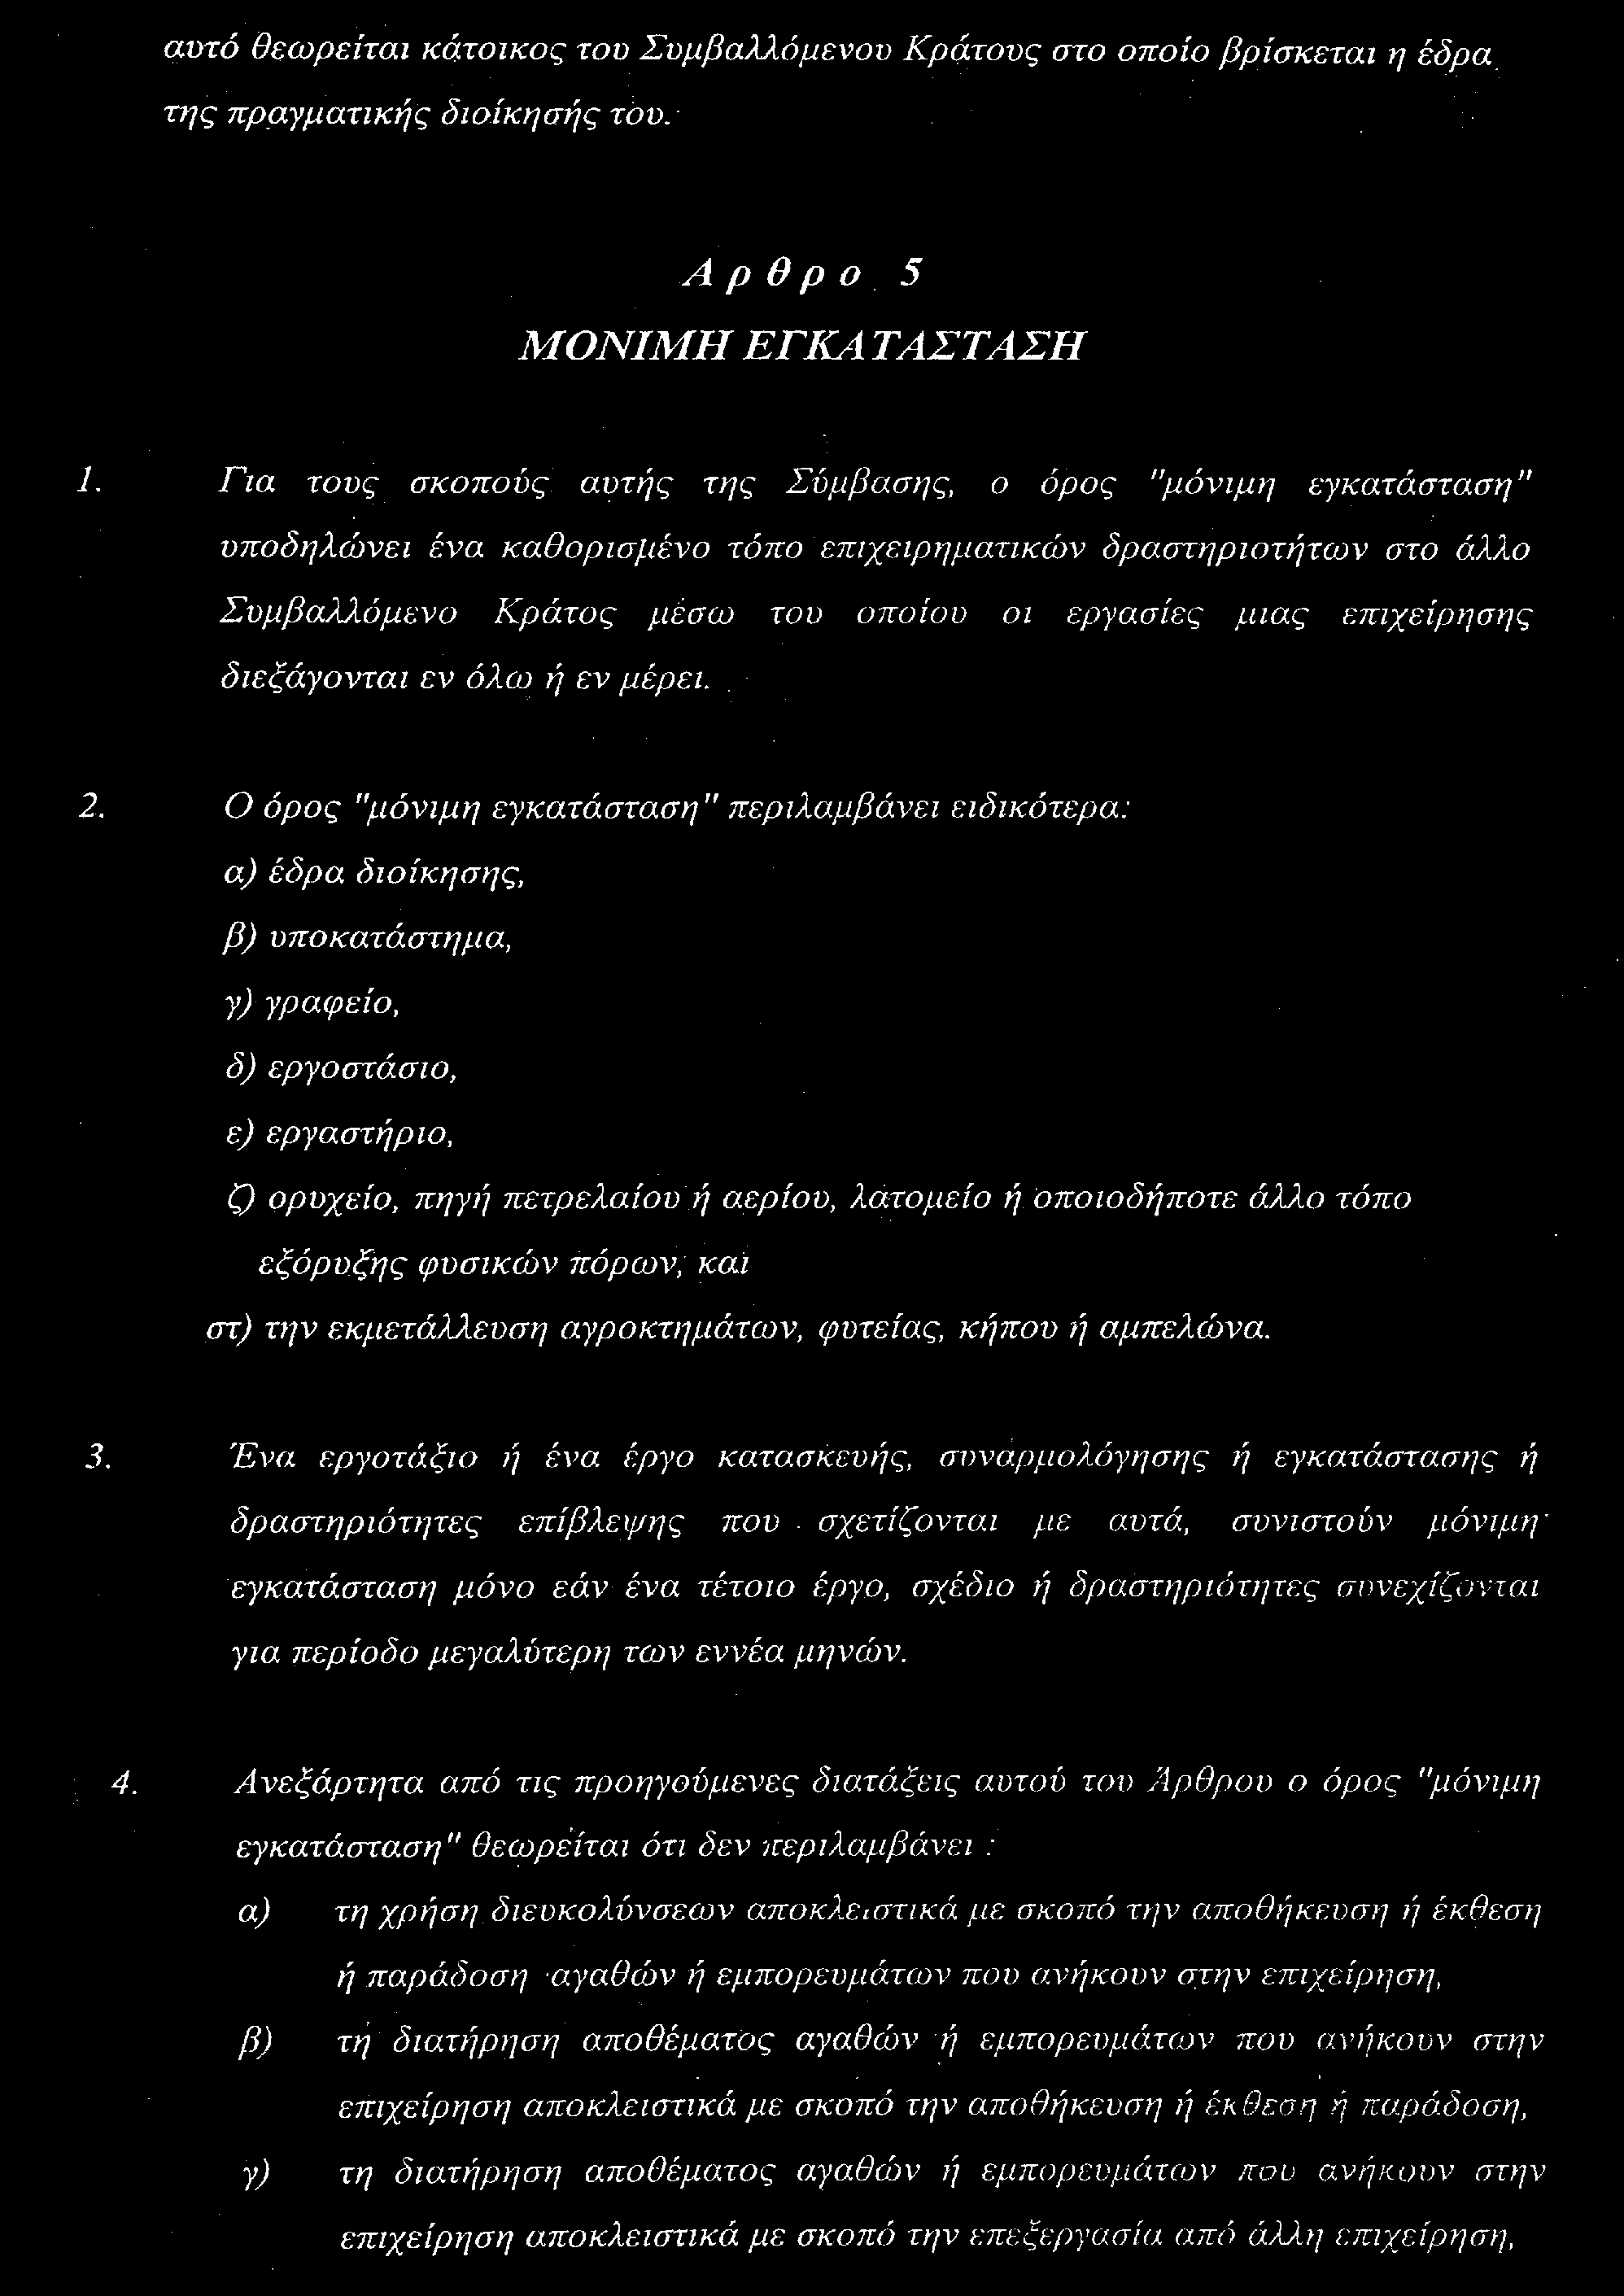 αυτό θεωρείται κάτοικος του Συμβαλλόμενου Κράτους στο οποίο βρίσκεται η έδρα
της πραγματικής διοίκησής του.
Αρθρο 5
ΜΟΝΙΜΗ ΕΓΚΑΤΑΣΤΑΣΗ
1. Για τους σκοπούς αυτής της Σύμβασης, ο όρος "μόνιμη εγκατάσταση"
υποδηλώνει ένα καθορισμένο τόπο επιχειρηματικών δραστηριοτήτων στο άλλο
Συμβαλλόμενο Κράτος μέσω του οποίου οι εργασίες μιας επιχείρησης
διεξάγονται εν όλω ή εν μέρει.
2. Ο όρος "μόνιμη εγκατάσταση" περιλαμβάνει ειδικότερα:
α) έδρα διοίκησης,
β) υποκατάστημα,
γ) γραφείο,
δ) εργοστάσιο,
ε) εργαστήριο,
ζ) ορυχείο, πηγή πετρελαίου ή αερίου, λατομείο ή οποιοδήποτε άλλο τόπο
εξόρυξης φυσικών πόρων, και
στ) την εκμετάλλευση αγροκτημάτων, φυτείας, κήπου ή αμπελώνα.
3. Ένα εργοτάξιο ή ένα έργο κατασκευής, συναρμολόγησης ή εγκατάστασης ή
δραστηριότητες επίβλεψης που σχετίζονται με αυτά, συνιστούν μόνιμη
εγκατάσταση μόνο εάν ένα τέτοιο έργο, σχέδιο ή δραστηριότητες συνεχίζονται
για περίοδο μεγαλύτερη των εννέα μηνών.
4. Ανεξάρτητα από τις προηγούμενες διατάξεις αυτού του Άρθρου ο όρος "μόνιμη
εγκατάσταση" θεωρείται ότι δεν περιλαμβάνει :
α) τη χρήση διευκολύνσεων αποκλειστικά με σκοπό την αποθήκευση ή έκθεση
ή παράδοση αγαθών ή εμπορευμάτων που ανήκουν στην επιχείρηση,
β) τη διατήρηση αποθέματος αγαθών ή εμπορευμάτων που ανήκουν στην
επιχείρηση αποκλειστικά με σκοπό την αποθήκευση ή έκθεση ή παράδοση,
γ) τη διατήρηση αποθέματος αγαθών ή εμπορευμάτων που ανήκουν στην
επιχείρηση αποκλειστικά με σκοπό την επεξεργασία από άλλη επιχείρηση,